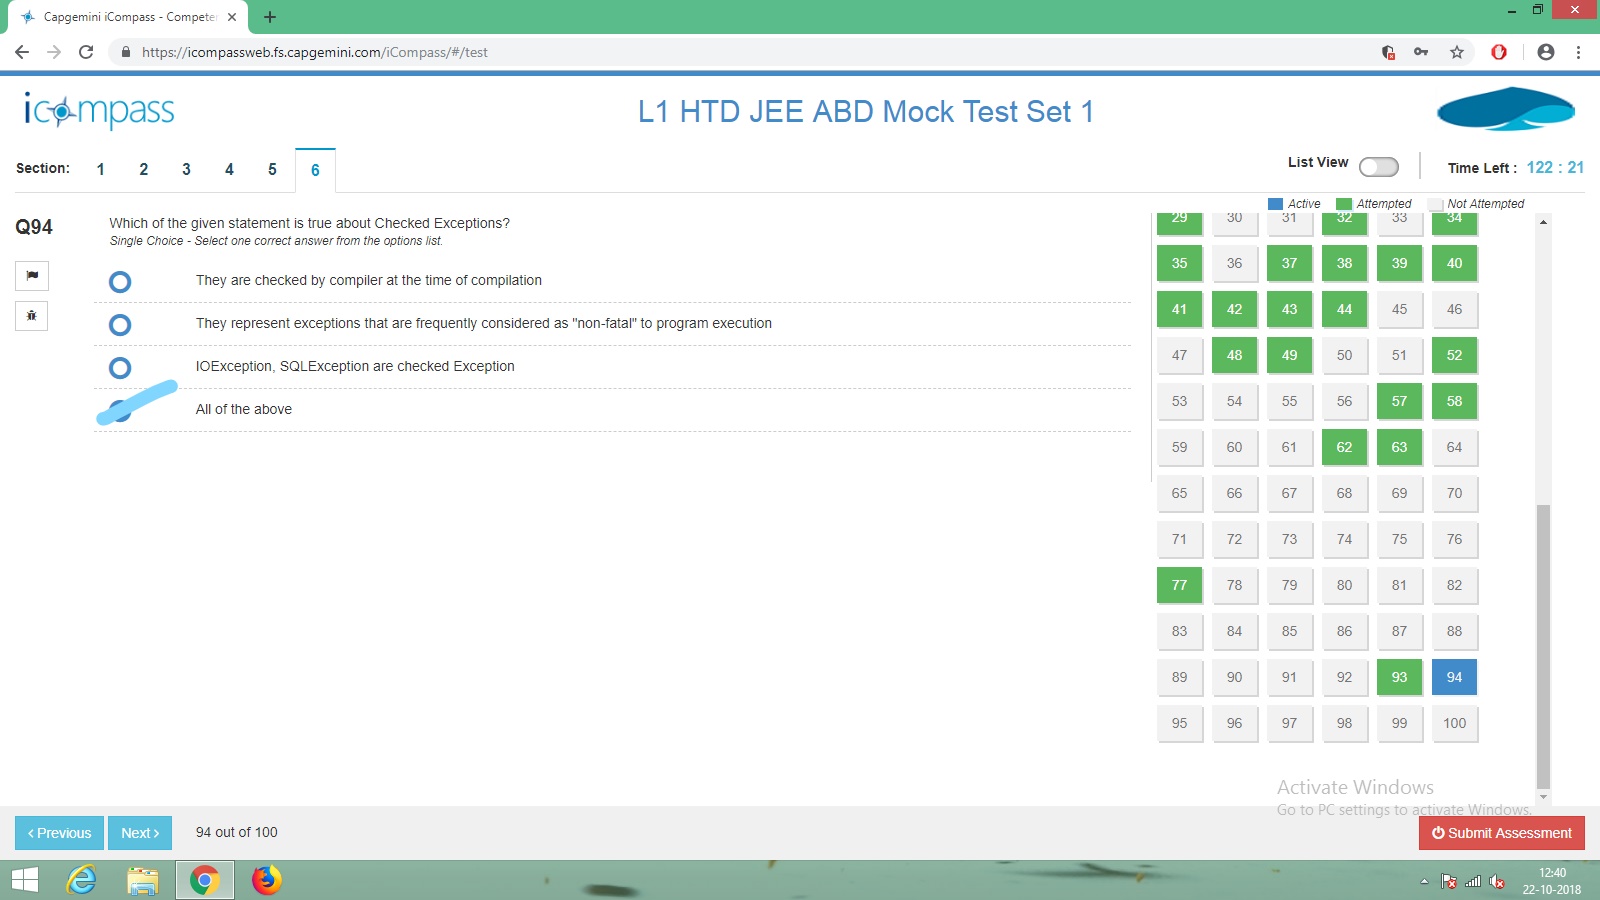 Capgemini iCompass - Competen
https://icompassweb.fs.capgemini.com/iCompass/#/test
icompass
L1 HTD JEE ABD Mock Test Set 1
Section: 1 2 3 4 5 6
List View
Time Left : 122 : 21
Active Attempted Not Attempted
Q94
Which of the given statement is true about Checked Exceptions?
Single Choice - Select one correct answer from the options list.
They are checked by compiler at the time of compilation
They represent exceptions that are frequently considered as "non-fatal" to program execution
IOException, SQLException are checked Exception
All of the above
29 30 31 32 33 34
35 36 37 38 39 40
41 42 43 44 45 46
47 48 49 50 51 52
53 54 55 56 57 58
59 60 61 62 63 64
65 66 67 68 69 70
71 72 73 74 75 76
77 78 79 80 81 82
83 84 85 86 87 88
89 90 91 92 93 94
95 96 97 98 99 100
Activate Windows
Go to PC settings to activate Windows.
‹ Previous
Next ›
94 out of 100
Submit Assessment
12:40
22-10-2018